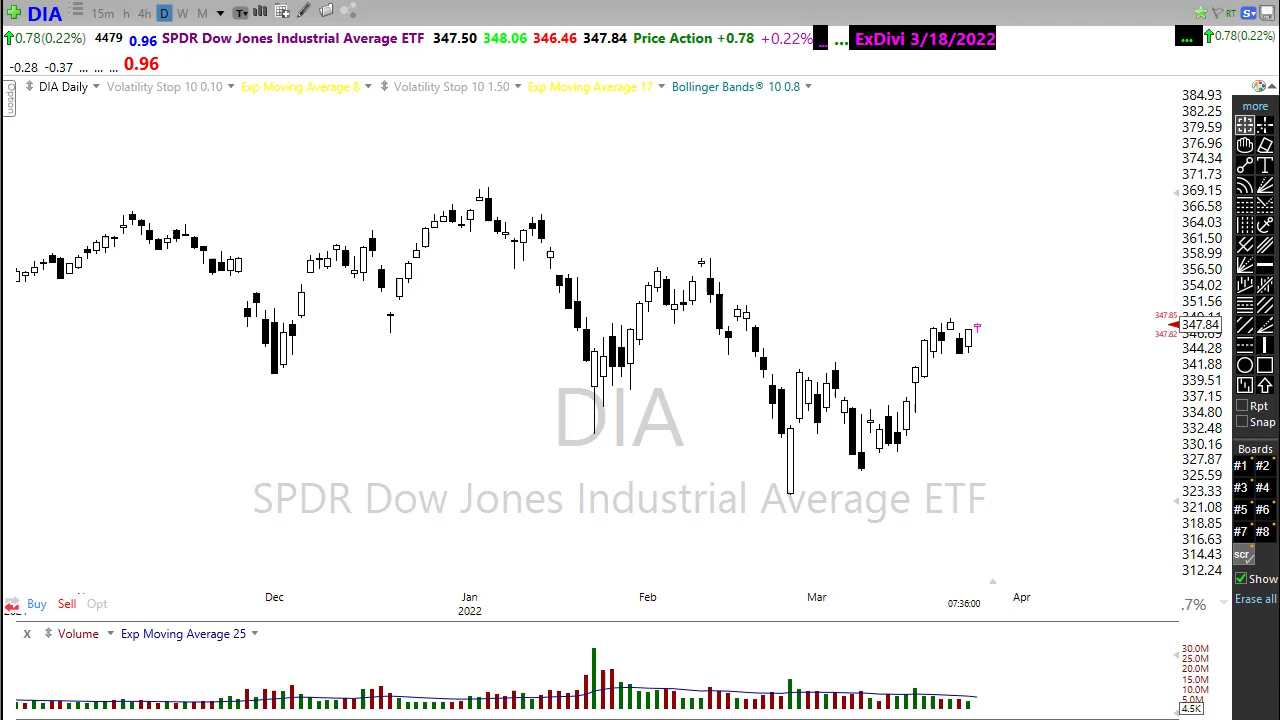 DIA 15m h 4h D W M T RT S
0.78(0.22%) 4479 0.96 SPDR Dow Jones Industrial Average ETF 347.50 348.06 346.46 347.84 Price Action +0.78 +0.22% ... ... ExDivi 3/18/2022 ... 0.78(0.22%)
-0.28 -0.37 ... ... ... 0.96
Option
DIA Daily Volatility Stop 10 0.10 Exp Moving Average 8 Volatility Stop 10 1.50 Exp Moving Average 17 Bollinger Bands® 10 0.8
384.93
382.25
379.59
376.96
374.34
371.73
369.15
366.58
364.03
361.50
358.99
356.50
354.02
351.56
347.85
347.84
347.82
344.28
341.88
339.51
337.15
334.80
332.48
330.16
327.87
325.59
323.33
321.08
318.85
316.63
314.43
312.24
more
T
Rpt
Snap
Boards
#1 #2
#3 #4
#5 #6
#7 #8
scr
Show
Erase all
DIA
SPDR Dow Jones Industrial Average ETF
Buy Sell Opt
Dec Jan Feb Mar Apr
2022 07:36:00
.7%
x Volume Exp Moving Average 25
30.0M
25.0M
20.0M
15.0M
10.0M
5.0M
4.5K